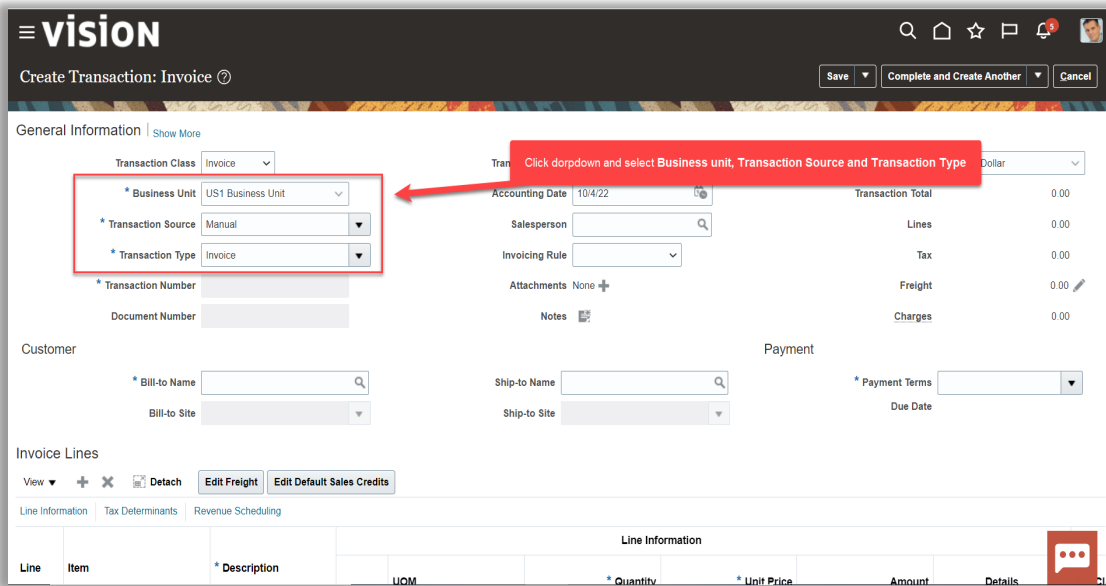 vision
5
Create Transaction: Invoice ?
Save
Complete and Create Another
Cancel
General Information | Show More
Transaction Class Invoice
* Business Unit US1 Business Unit
* Transaction Source Manual
* Transaction Type Invoice
* Transaction Number
Document Number
Click dorpdown and select Business unit, Transaction Source and Transaction Type
Dollar
Accounting Date 10/4/22
Salesperson
Invoicing Rule
Attachments None
Notes
Transaction Total 0.00
Lines 0.00
Tax 0.00
Freight 0.00
Charges 0.00
Customer
* Bill-to Name
Bill-to Site
Ship-to Name
Ship-to Site
Payment
* Payment Terms
Due Date
Invoice Lines
View
Detach
Edit Freight
Edit Default Sales Credits
Line Information
Tax Determinants
Revenue Scheduling
Line Information
Line
Item
* Description
UOM
* Quantity
* Unit Price
Amount
Details